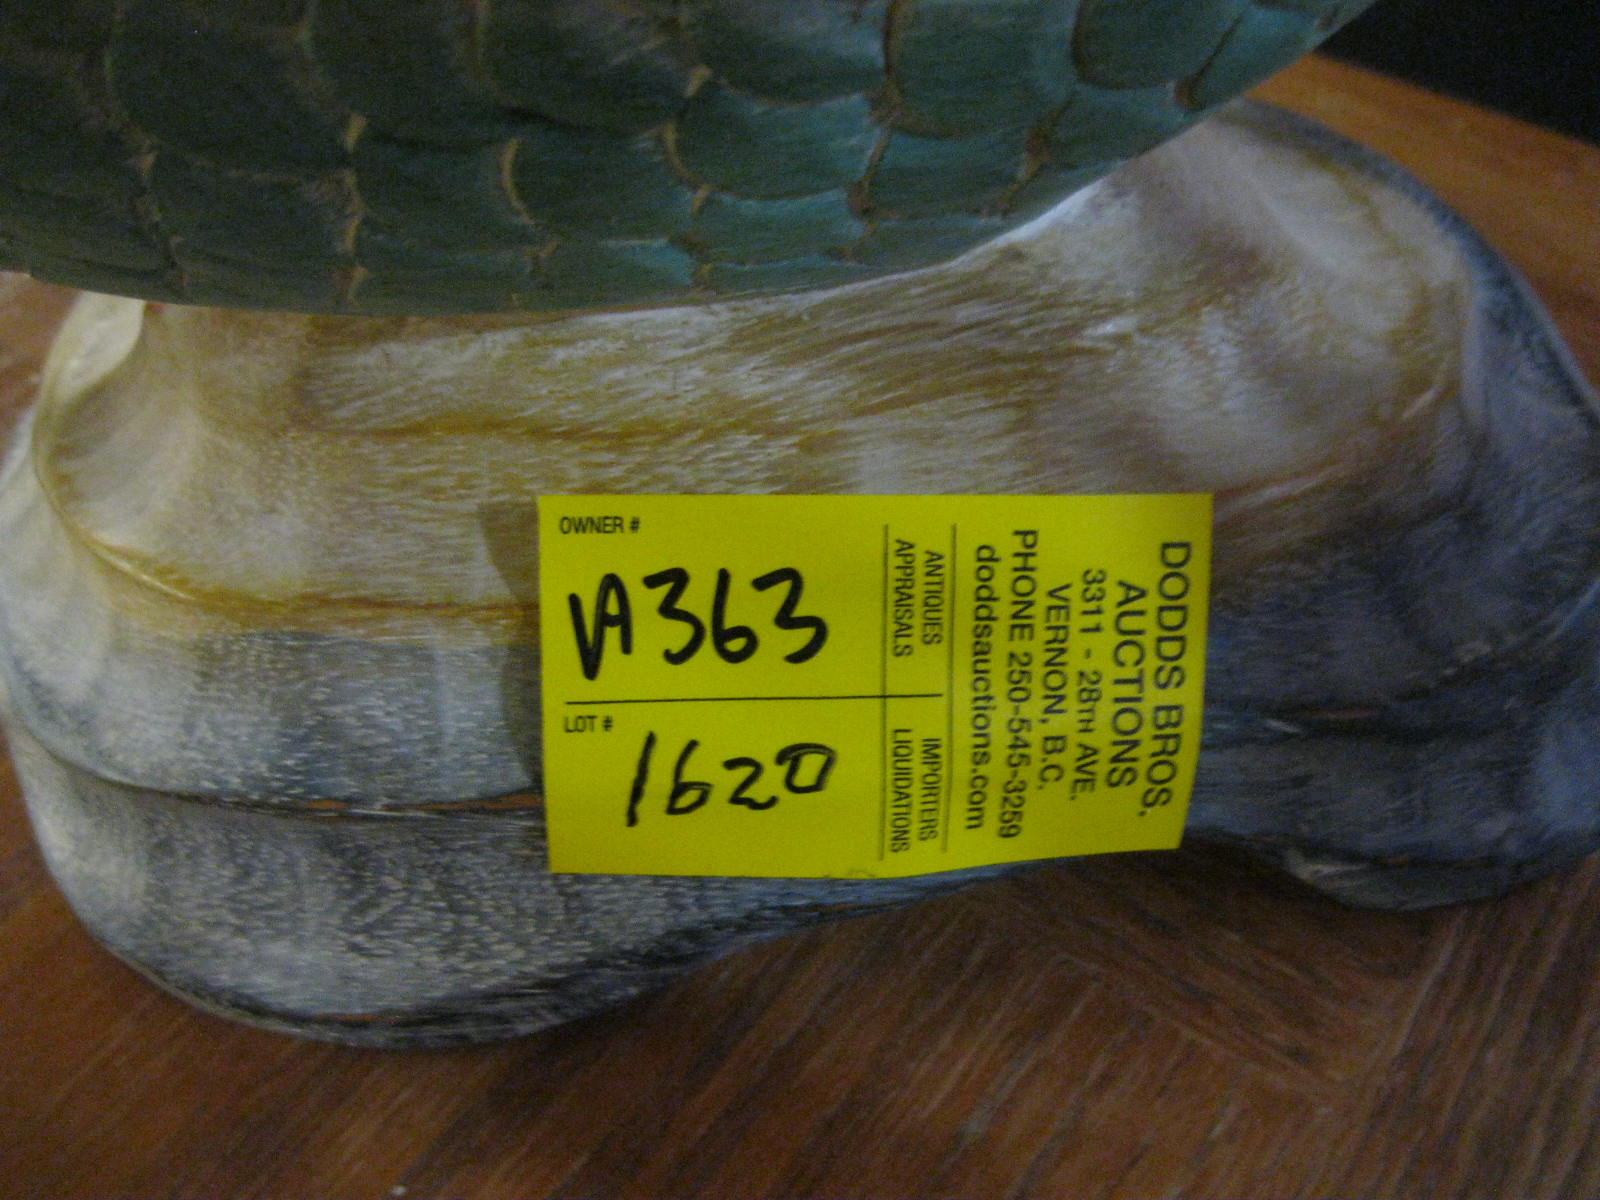 OWNER #
VA363
LOT #
1620
DODDS BROS.
AUCTIONS
3311 - 28TH AVE.
VERNON, B.C.
PHONE 250-545-3259
doddsauctions.com
ANTIQUES
APPRAISALS
IMPORTERS
LIQUIDATIONS